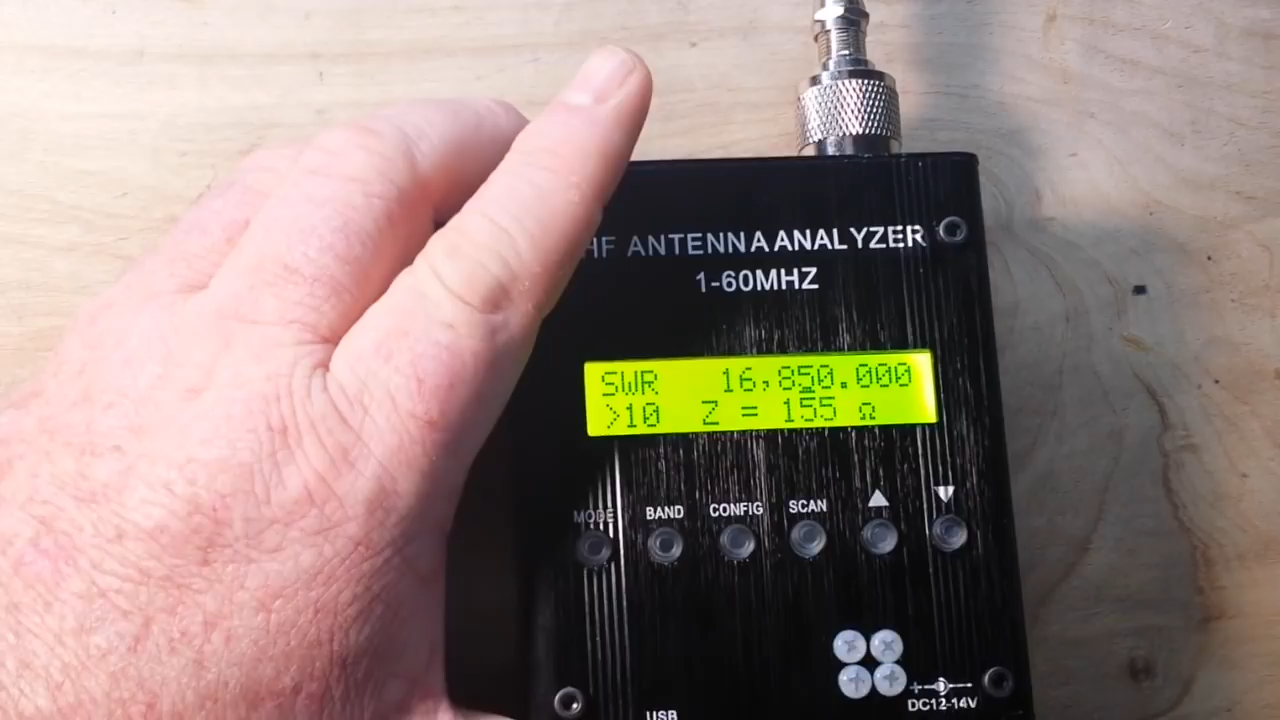 HF ANTENNA ANALYZER
1-60MHZ
SWR 16,850.000
>10 Z = 155 Ω
MODE BAND CONFIG SCAN
DC12-14V
USB